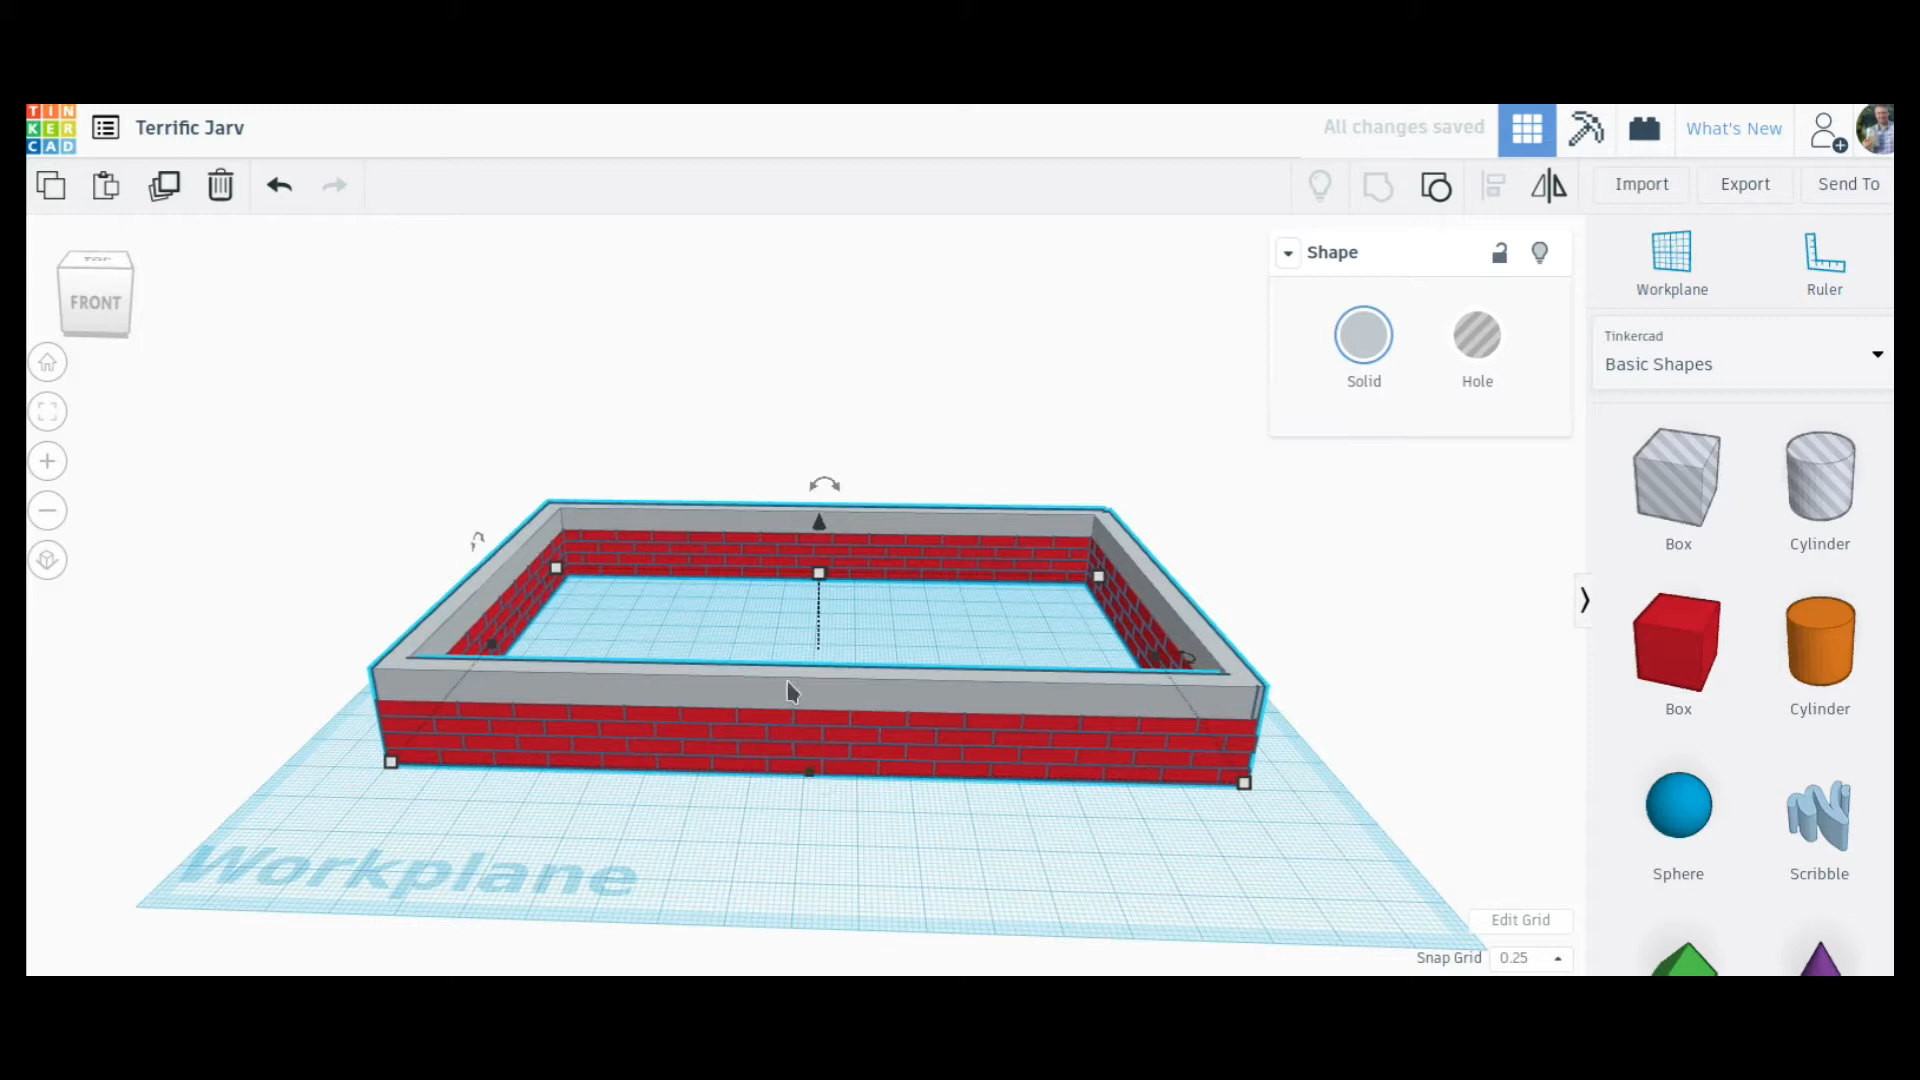 TIN
KER
CAD
Terrific Jarv
All changes saved
What's New
Import
Export
Send To
TOP
FRONT
Shape
Solid
Hole
Workplane
Ruler
Tinkercad
Basic Shapes
Box
Cylinder
Box
Cylinder
Sphere
Scribble
Workplane
Edit Grid
Snap Grid
0.25